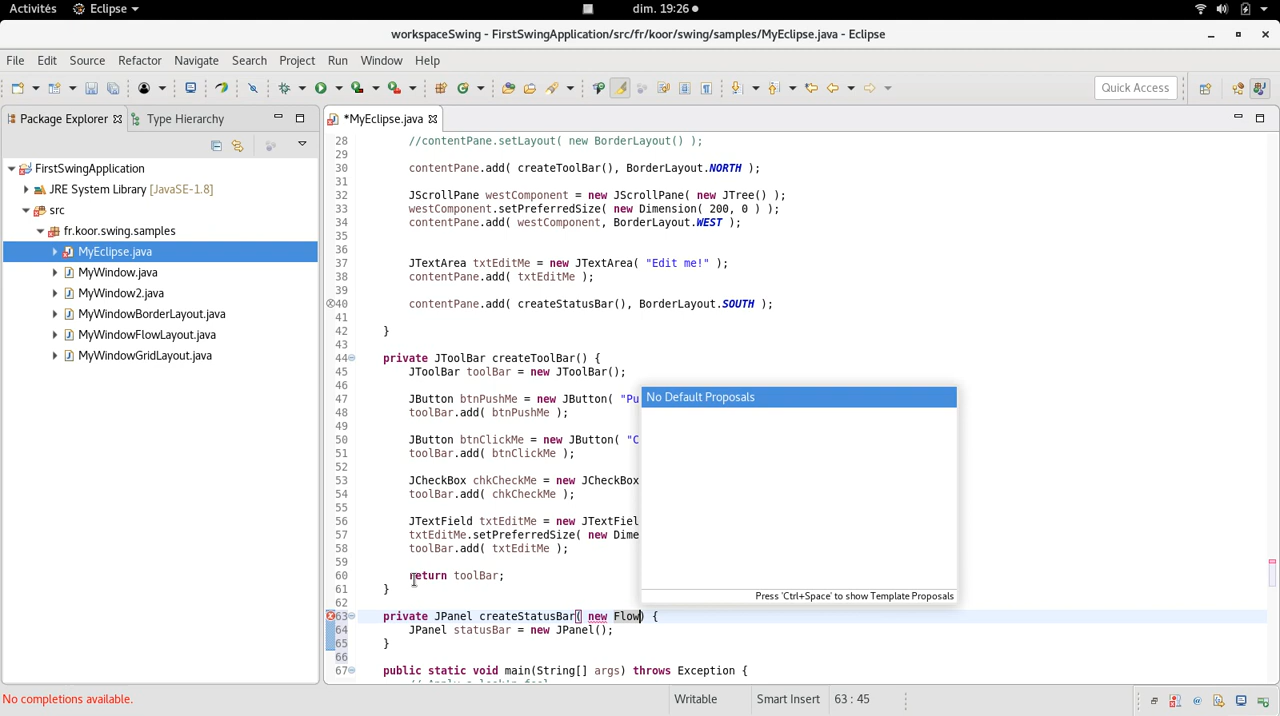 Activités Eclipse dim. 19:26
workspaceSwing - FirstSwingApplication/src/fr/koor/swing/samples/MyEclipse.java - Eclipse
File Edit Source Refactor Navigate Search Project Run Window Help
Quick Access
Package Explorer Type Hierarchy
*MyEclipse.java
FirstSwingApplication
JRE System Library [JavaSE-1.8]
src
fr.koor.swing.samples
MyEclipse.java
MyWindow.java
MyWindow2.java
MyWindowBorderLayout.java
MyWindowFlowLayout.java
MyWindowGridLayout.java
28 //contentPane.setLayout( new BorderLayout() );
29
30 contentPane.add( createToolBar(), BorderLayout.NORTH );
31
32 JScrollPane westComponent = new JScrollPane( new JTree() );
33 westComponent.setPreferredSize( new Dimension( 200, 0 ) );
34 contentPane.add( westComponent, BorderLayout.WEST );
35
36
37 JTextArea txtEditMe = new JTextArea( "Edit me!" );
38 contentPane.add( txtEditMe );
39
40 contentPane.add( createStatusBar(), BorderLayout.SOUTH );
41
42 }
43
44 private JToolBar createToolBar() {
45 JToolBar toolBar = new JToolBar();
46
47 JButton btnPushMe = new JButton( "Pu
48 toolBar.add( btnPushMe );
49
50 JButton btnClickMe = new JButton( "C
51 toolBar.add( btnClickMe );
52
53 JCheckBox chkCheckMe = new JCheckBox
54 toolBar.add( chkCheckMe );
55
56 JTextField txtEditMe = new JTextFiel
57 txtEditMe.setPreferredSize( new Dime
58 toolBar.add( txtEditMe );
59
60 return toolBar;
61 }
62
63 private JPanel createStatusBar( new Flow) {
64 JPanel statusBar = new JPanel();
65 }
66
67 public static void main(String[] args) throws Exception {
No Default Proposals
Press 'Ctrl+Space' to show Template Proposals
No completions available.
Writable Smart Insert 63 : 45